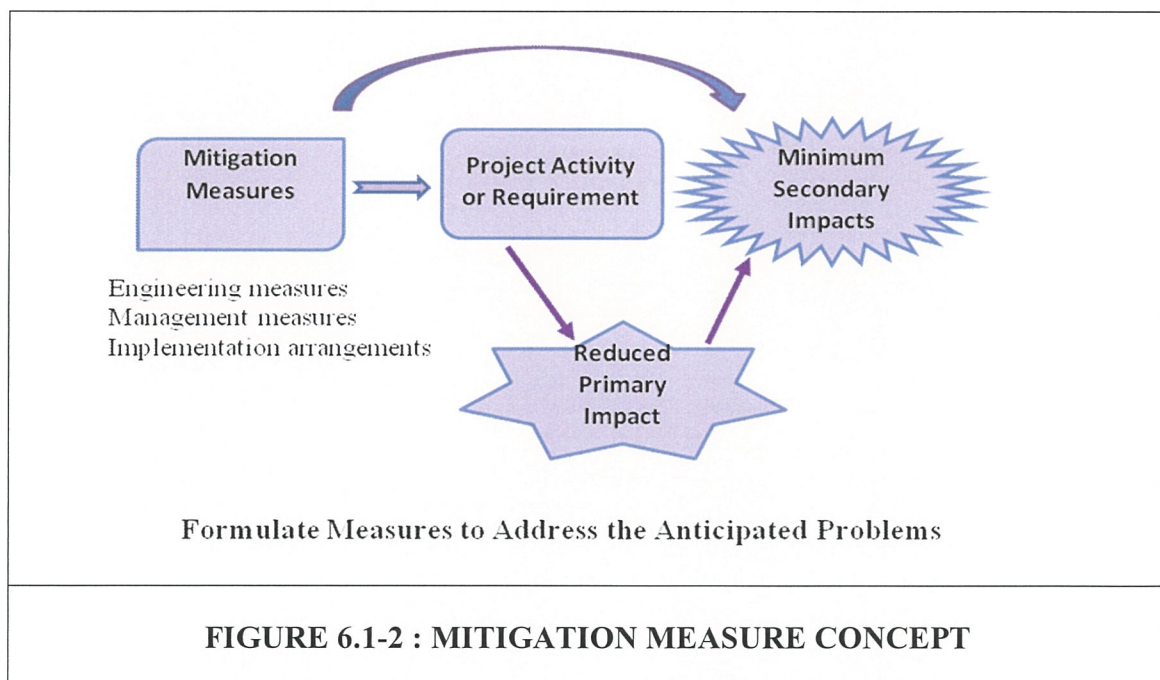 Mitigation
Measures
Project Activity
or Requirement
Minimum
Secondary
Impacts
Engineering measures
Management measures
Implementation arrangements
Reduced
Primary
Impact
Formulate Measures to Address the Anticipated Problems
FIGURE 6.1-2 : MITIGATION MEASURE CONCEPT